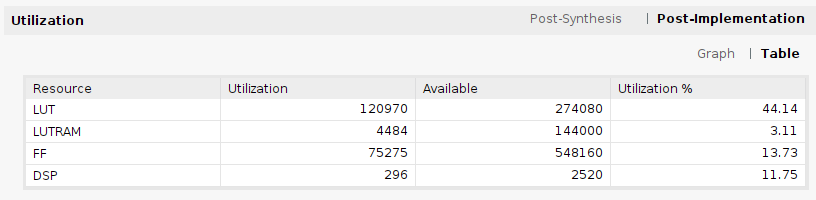 Utilization Post-Synthesis | Post-Implementation
Graph | Table
Resource Utilization Available Utilization %
LUT 120970 274080 44.14
LUTRAM 4484 144000 3.11
FF 75275 548160 13.73
DSP 296 2520 11.75